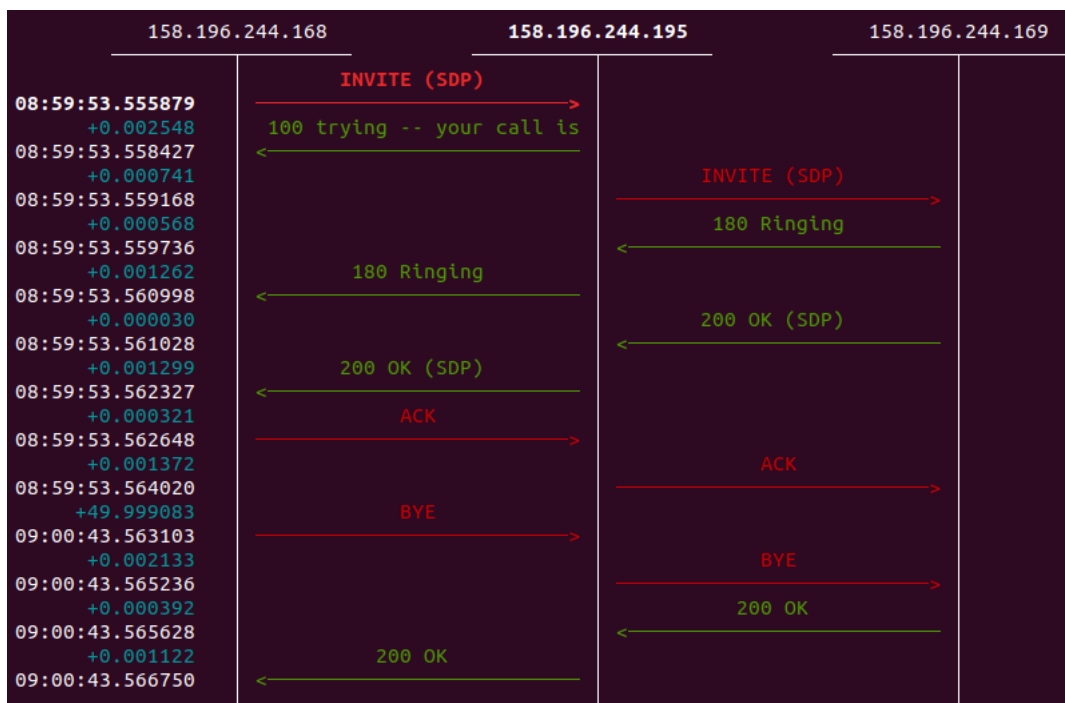 158.196.244.168 158.196.244.195 158.196.244.169
INVITE (SDP)
08:59:53.555879
+0.002548 100 trying -- your call is
08:59:53.558427
+0.000741 INVITE (SDP)
08:59:53.559168
+0.000568 180 Ringing
08:59:53.559736
+0.001262 180 Ringing
08:59:53.560998
+0.000030 200 OK (SDP)
08:59:53.561028
+0.001299 200 OK (SDP)
08:59:53.562327
+0.000321 ACK
08:59:53.562648
+0.001372 ACK
08:59:53.564020
+49.999083 BYE
09:00:43.563103
+0.002133 BYE
09:00:43.565236
+0.000392 200 OK
09:00:43.565628
+0.001122 200 OK
09:00:43.566750